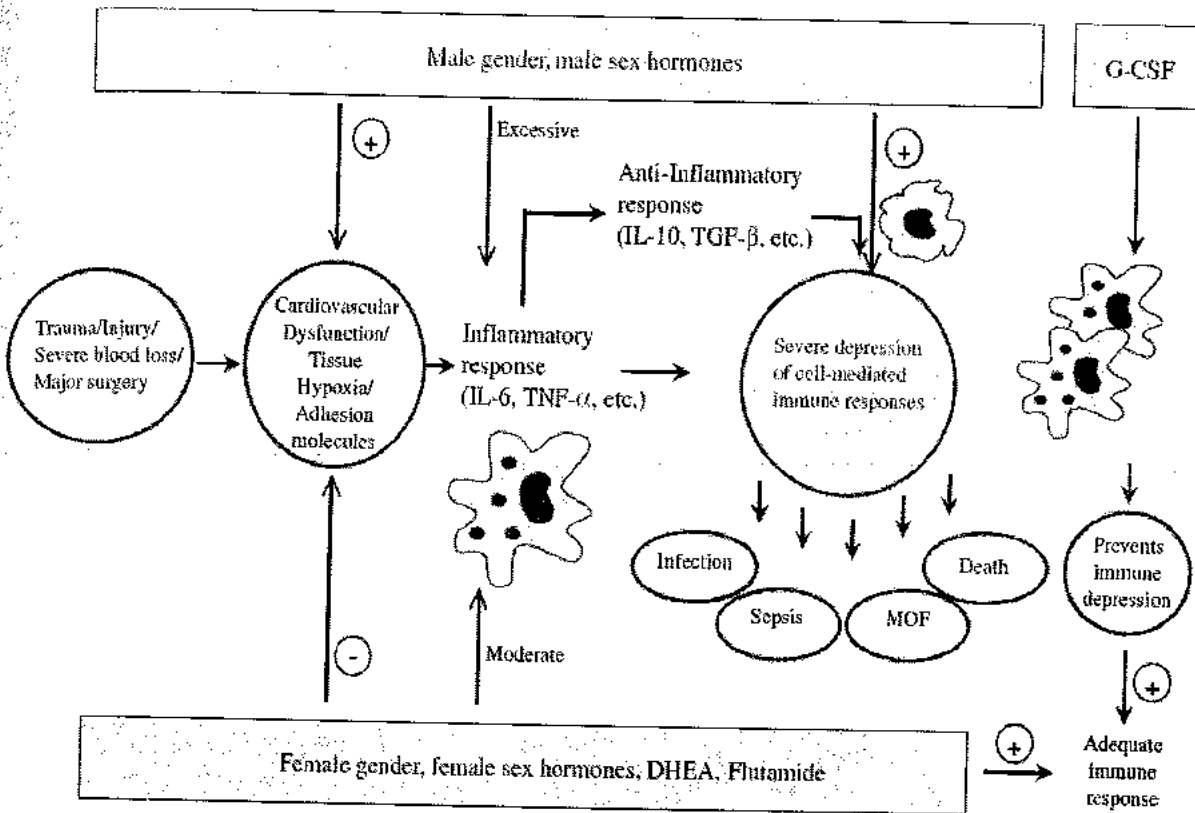 Male gender, male sex hormones
G-CSF
+
Excessive
+
Anti-Inflammatory
response
(IL-10, TGF-β, etc.)
Trauma/Injury/
Severe blood loss/
Major surgery
Cardiovascular
Dysfunction/
Tissue
Hypoxia/
Adhesion
molecules
Inflammatory
response
(IL-6, TNF-α, etc.)
Severe depression
of cell-mediated
immune responses
Infection
Sepsis
MOF
Death
Prevents
immune
depression
-
Moderate
+
Female gender, female sex hormones, DHEA, Flutamide
+
Adequate
immune
response